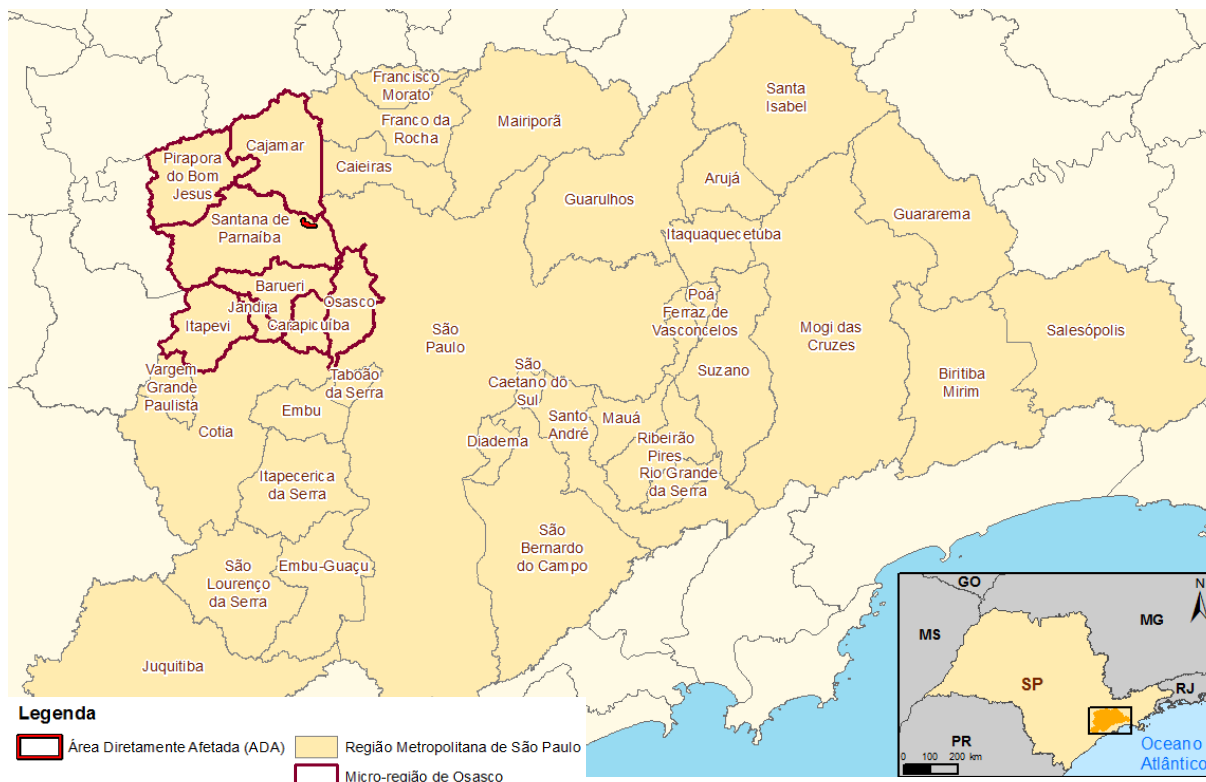 Francisco
Morato
Santa
Isabel
Franco da
Rocha
Mairiporã
Cajamar
Pirapora
do Bom
Jesus
Caieiras
Arujá
Guarulhos
Santana de
Parnaíba
Guararema
Itaquaquecetuba
Barueri
Poá
Osasco
Jandira
Ferraz de
Vasconcelos
Itapevi
Carapicuíba
São
Paulo
Mogi das
Cruzes
Salesópolis
Vargem
Grande
Paulista
Taboão
da Serra
São
Caetano do
Sul
Suzano
Biritiba
Mirim
Embu
Cotia
Santo
André
Mauá
Diadema
Ribeirão
Pires
Rio Grande
da Serra
Itapecerica
da Serra
São
Bernardo
do Campo
São
Lourenço
da Serra
Embu-Guaçu
Juquitiba
GO
N
MS
MG
SP
RJ
PR
Oceano
Atlântico
0 100 200 km
Legenda
Área Diretamente Afetada (ADA)
Região Metropolitana de São Paulo
Micro-região de Osasco